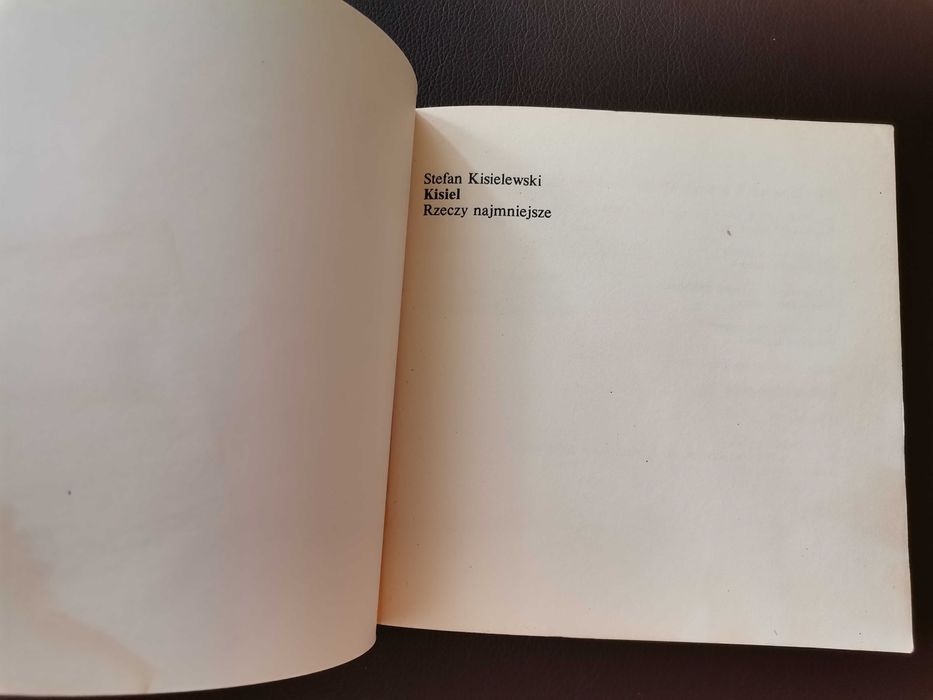 Stefan Kisielewski
Kisiel
Rzeczy najmniejsze